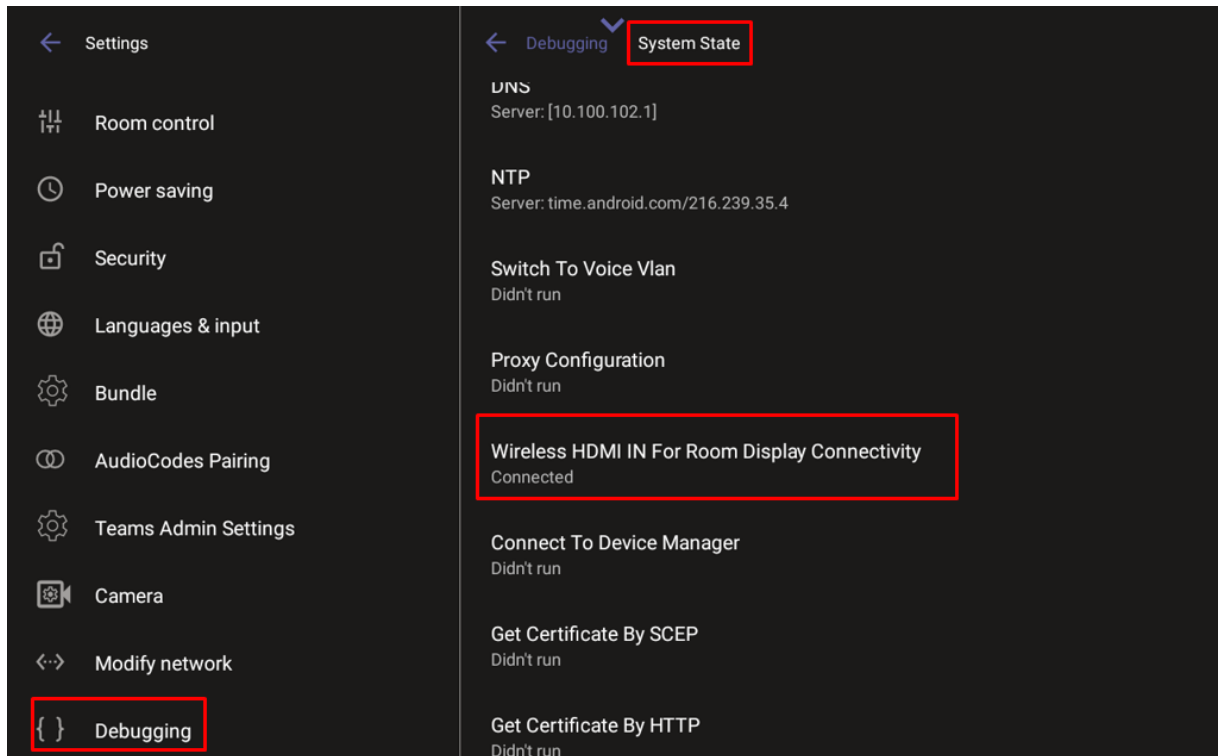 Settings
Room control
Power saving
Security
Languages & input
Bundle
AudioCodes Pairing
Teams Admin Settings
Camera
Modify network
{ } Debugging
Debugging System State
DNS
Server: [10.100.102.1]
NTP
Server: time.android.com/216.239.35.4
Switch To Voice Vlan
Didn't run
Proxy Configuration
Didn't run
Wireless HDMI IN For Room Display Connectivity
Connected
Connect To Device Manager
Didn't run
Get Certificate By SCEP
Didn't run
Get Certificate By HTTP
Didn't run